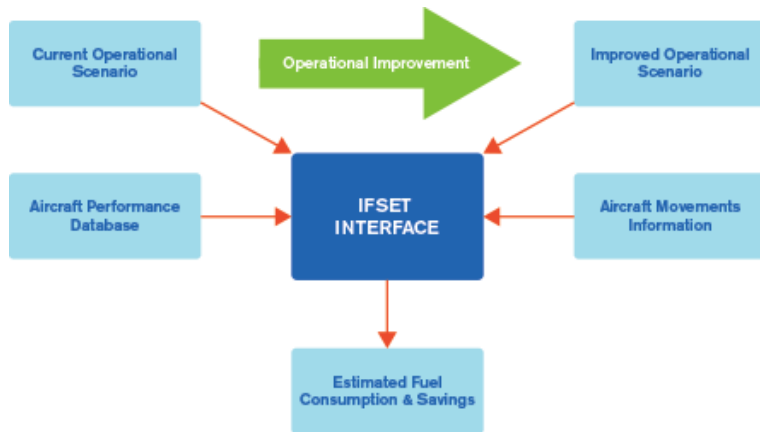 Current Operational
Scenario
Operational Improvement
Improved Operational
Scenario
Aircraft Performance
Database
IFSET
INTERFACE
Aircraft Movements
Information
Estimated Fuel
Consumption & Savings